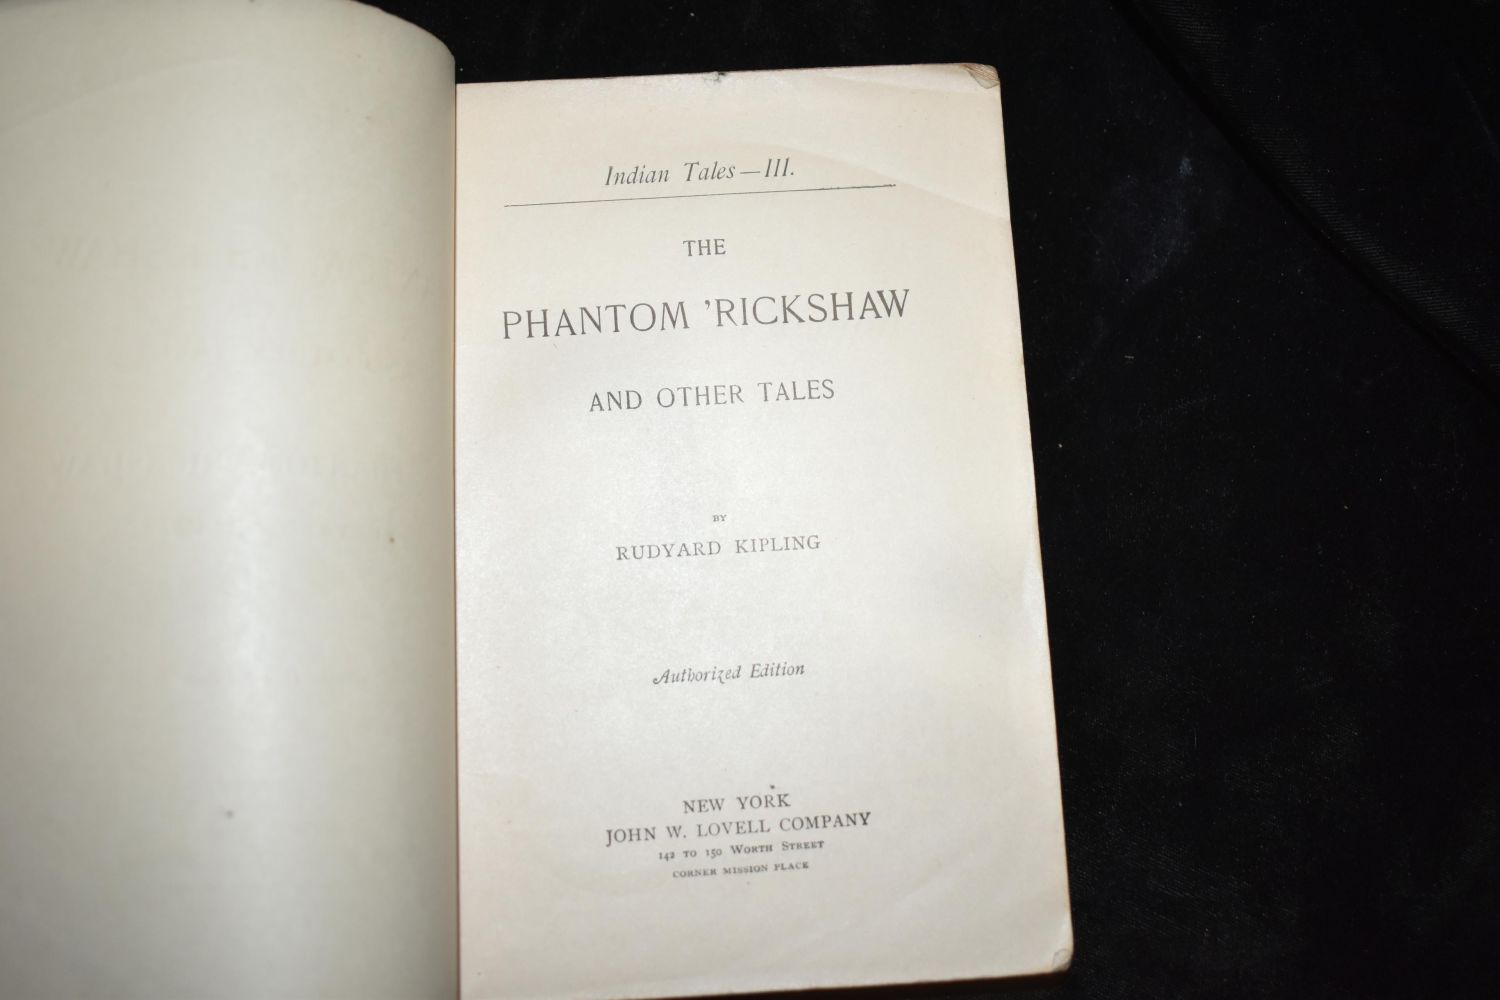 Indian Tales—III.
THE
PHANTOM 'RICKSHAW
AND OTHER TALES
BY
RUDYARD KIPLING
Authorized Edition
NEW YORK
JOHN W. LOVELL COMPANY
142 TO 150 WORTH STREET
CORNER MISSION PLACE